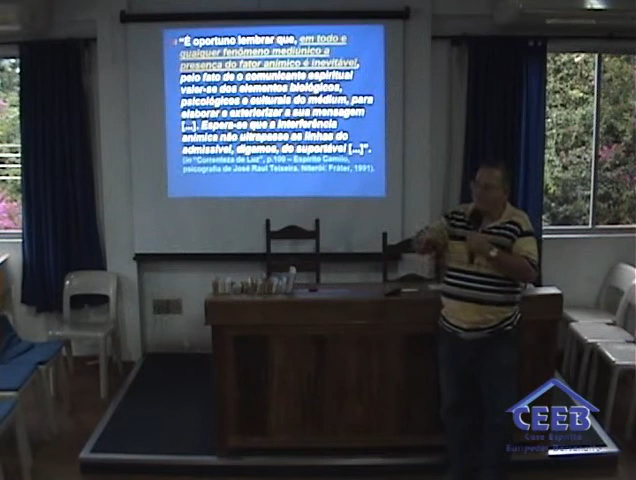 "É oportuno lembrar que, em todo e
qualquer fenômeno mediúnico a
presença do fator anímico é inevitável,
pelo fato de o comunicante espiritual
valer-se dos elementos biológicos,
psicológicos e culturais do médium, para
elaborar e exteriorizar a sua mensagem
[...]. Espera-se que a interferência
anímica não ultrapasse as linhas do
admissível, digamos, do suportável [...]".
(in "Correnteza de Luz", p.109 – Espírito Camilo,
psicografia de José Raul Teixeira. Niterói: Fráter, 1991).
CEEB
Casa Espírita
Eurípedes